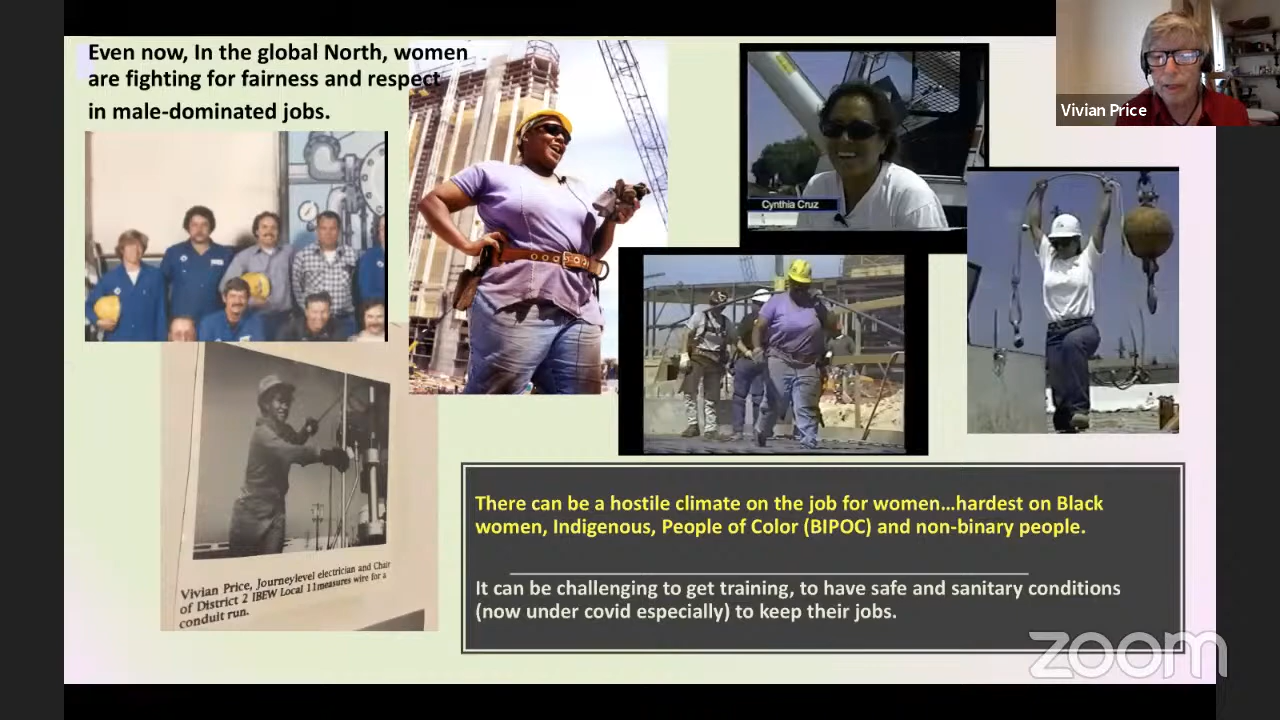 Even now, In the global North, women
are fighting for fairness and respect
in male-dominated jobs.
Vivian Price
Cynthia Cruz
Vivian Price, Journeylevel electrician and Chair
of District 2 IBEW Local 11measures wire for a
conduit run.
There can be a hostile climate on the job for women…hardest on Black
women, Indigenous, People of Color (BIPOC) and non-binary people.
It can be challenging to get training, to have safe and sanitary conditions
(now under covid especially) to keep their jobs.
zoom